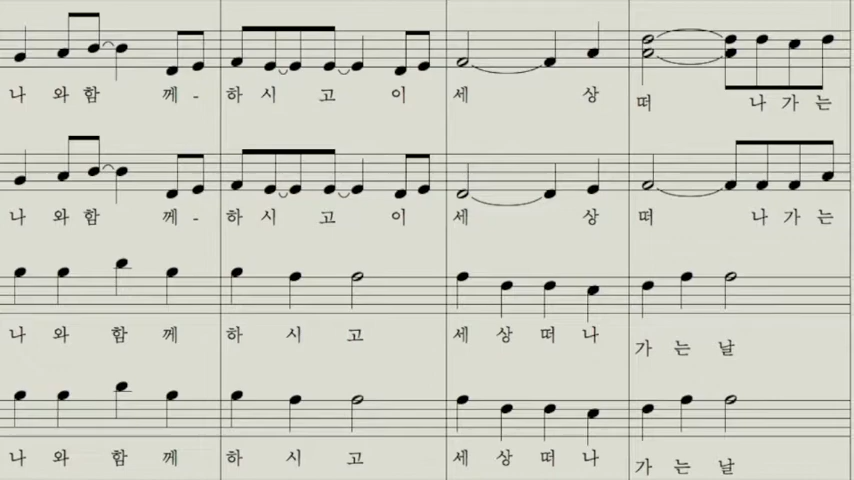 나 와 함 께 - 하 시 고 이 세 상 떠 나 가 는
나 와 함 께 - 하 시 고 이 세 상 떠 나 가 는
나 와 함 께 하 시 고 세 상 떠 나 가 는 날
나 와 함 께 하 시 고 세 상 떠 나 가 는 날